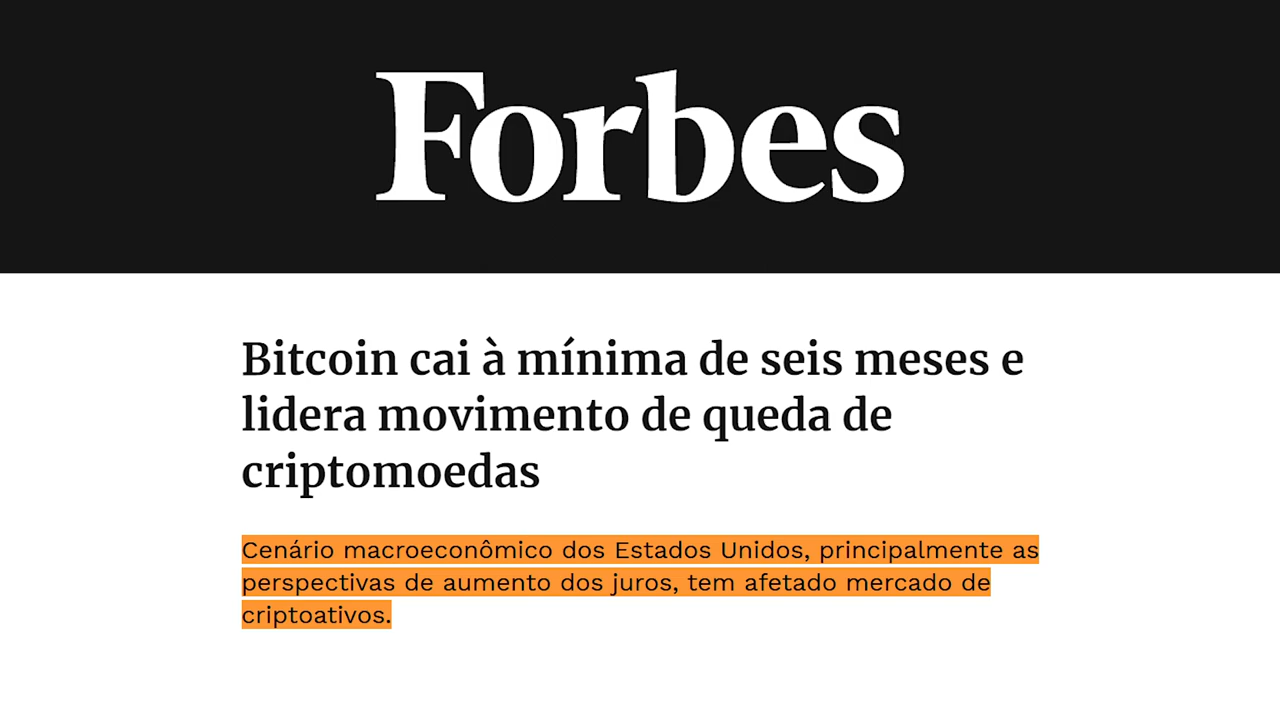 Forbes
Bitcoin cai à mínima de seis meses e
lidera movimento de queda de
criptomoedas
Cenário macroeconômico dos Estados Unidos, principalmente as
perspectivas de aumento dos juros, tem afetado mercado de
criptoativos.